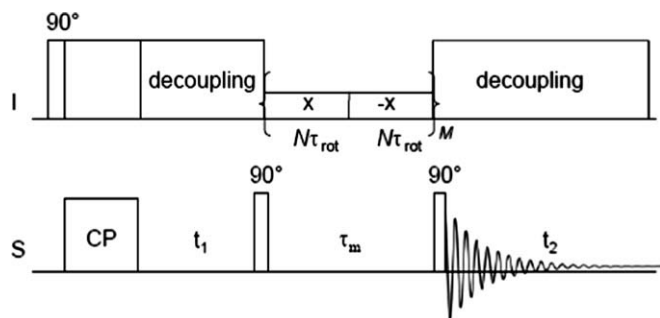 90°
I decoupling x -x decoupling
Nτrot Nτrot M
90° 90°
S CP t1 τm t2